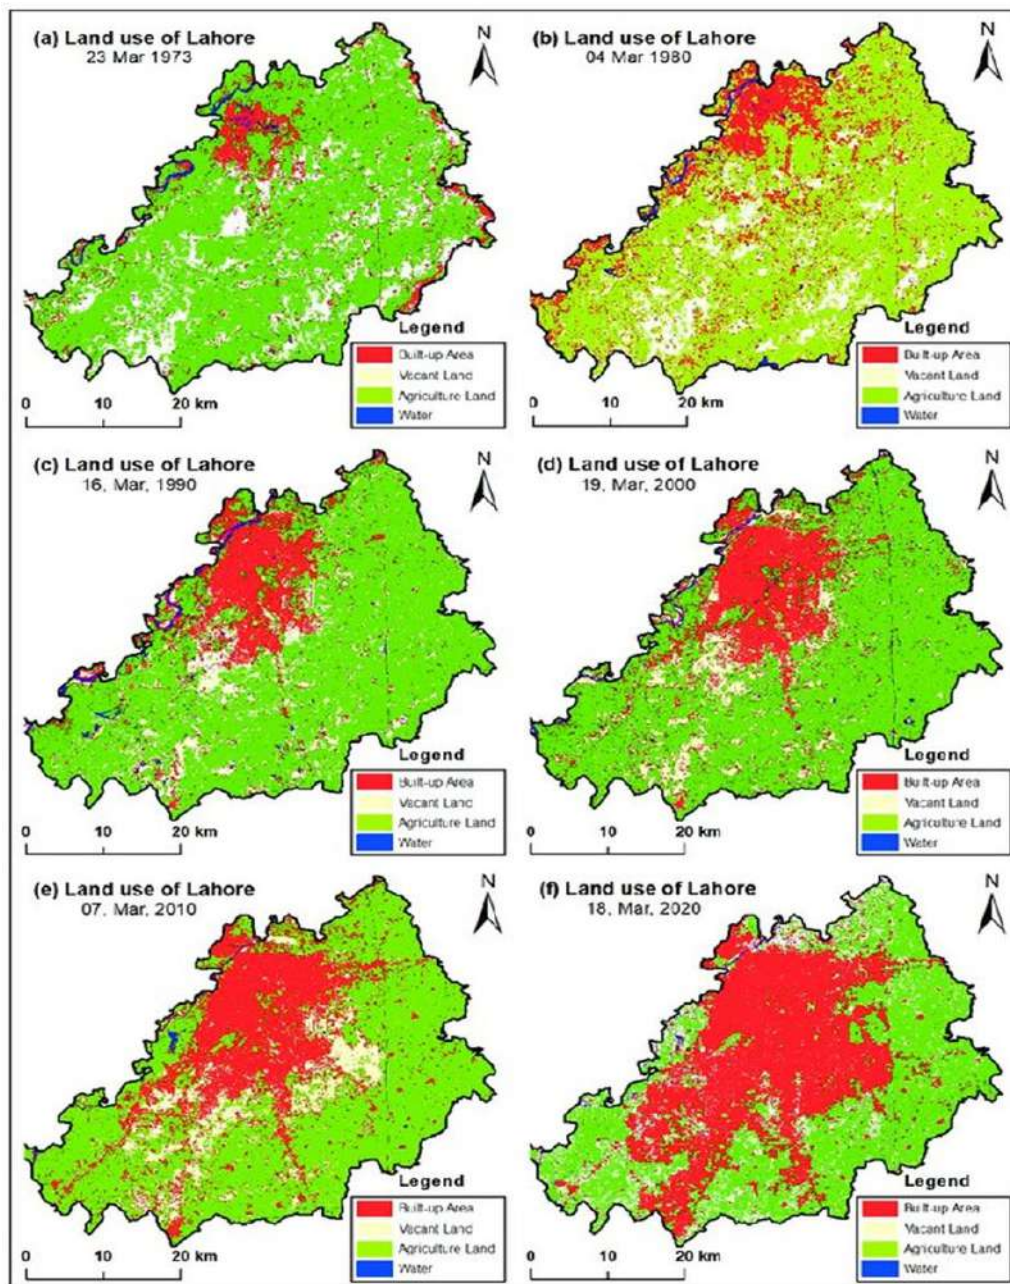 (a) Land use of Lahore
23 Mar 1973
N
Legend
Built-up Area
Vacant Land
Agriculture Land
Water
0 10 20 km
(b) Land use of Lahore
04 Mar 1980
N
Legend
Built-up Area
Vacant Land
Agriculture Land
Water
0 10 20 km
(c) Land use of Lahore
16, Mar, 1990
N
Legend
Built-up Area
Vacant Land
Agriculture Land
Water
0 10 20 km
(d) Land use of Lahore
19, Mar, 2000
N
Legend
Built-up Area
Vacant Land
Agriculture Land
Water
0 10 20 km
(e) Land use of Lahore
07, Mar, 2010
N
Legend
Built-up Area
Vacant Land
Agriculture Land
Water
0 10 20 km
(f) Land use of Lahore
18, Mar, 2020
N
Legend
Built-up Area
Vacant Land
Agriculture Land
Water
0 10 20 km